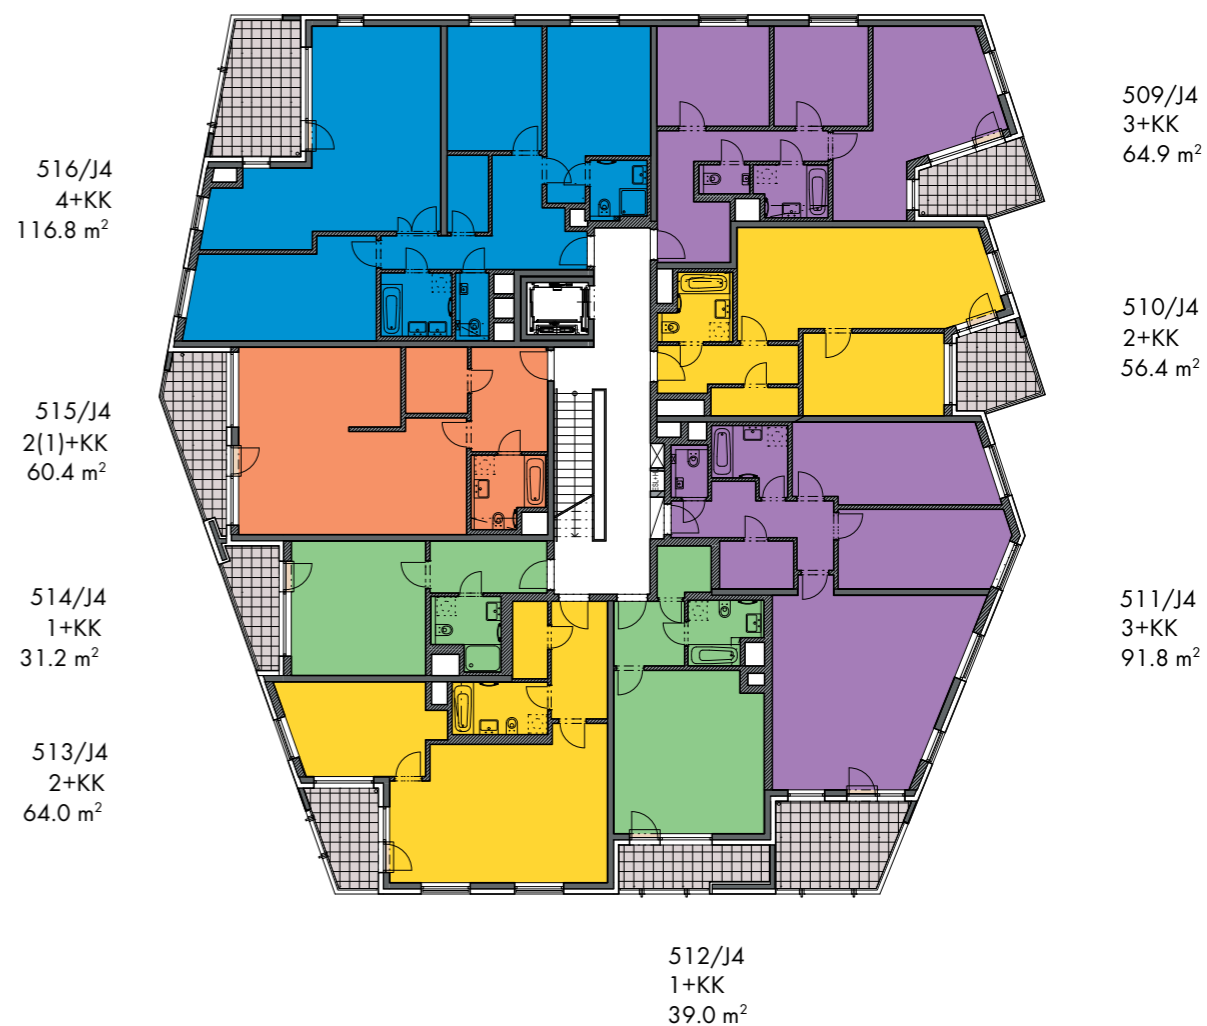 516/J4
4+KK
116.8 m²
515/J4
2(1)+KK
60.4 m²
514/J4
1+KK
31.2 m²
513/J4
2+KK
64.0 m²
509/J4
3+KK
64.9 m²
510/J4
2+KK
56.4 m²
511/J4
3+KK
91.8 m²
512/J4
1+KK
39.0 m²